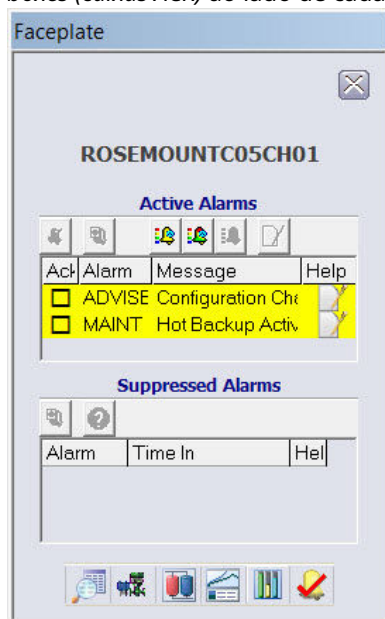 Faceplate
ROSEMOUNTC05CH01
Active Alarms
Ack Alarm Message Help
ADVISE Configuration Cha
MAINT Hot Backup Activ
Suppressed Alarms
Alarm Time In Hel